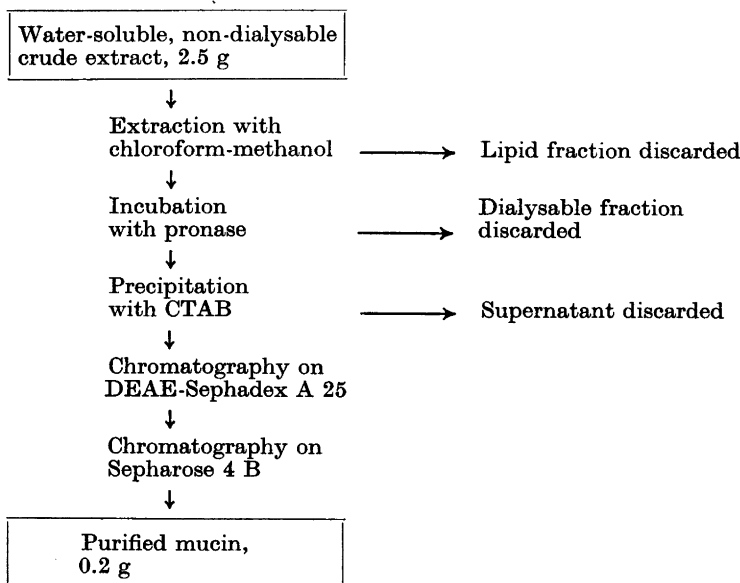 Water-soluble, non-dialysable
crude extract, 2.5 g
Extraction with
chloroform-methanol
Lipid fraction discarded
Incubation
with pronase
Dialysable fraction
discarded
Precipitation
with CTAB
Supernatant discarded
Chromatography on
DEAE-Sephadex A 25
Chromatography on
Sepharose 4 B
Purified mucin,
0.2 g